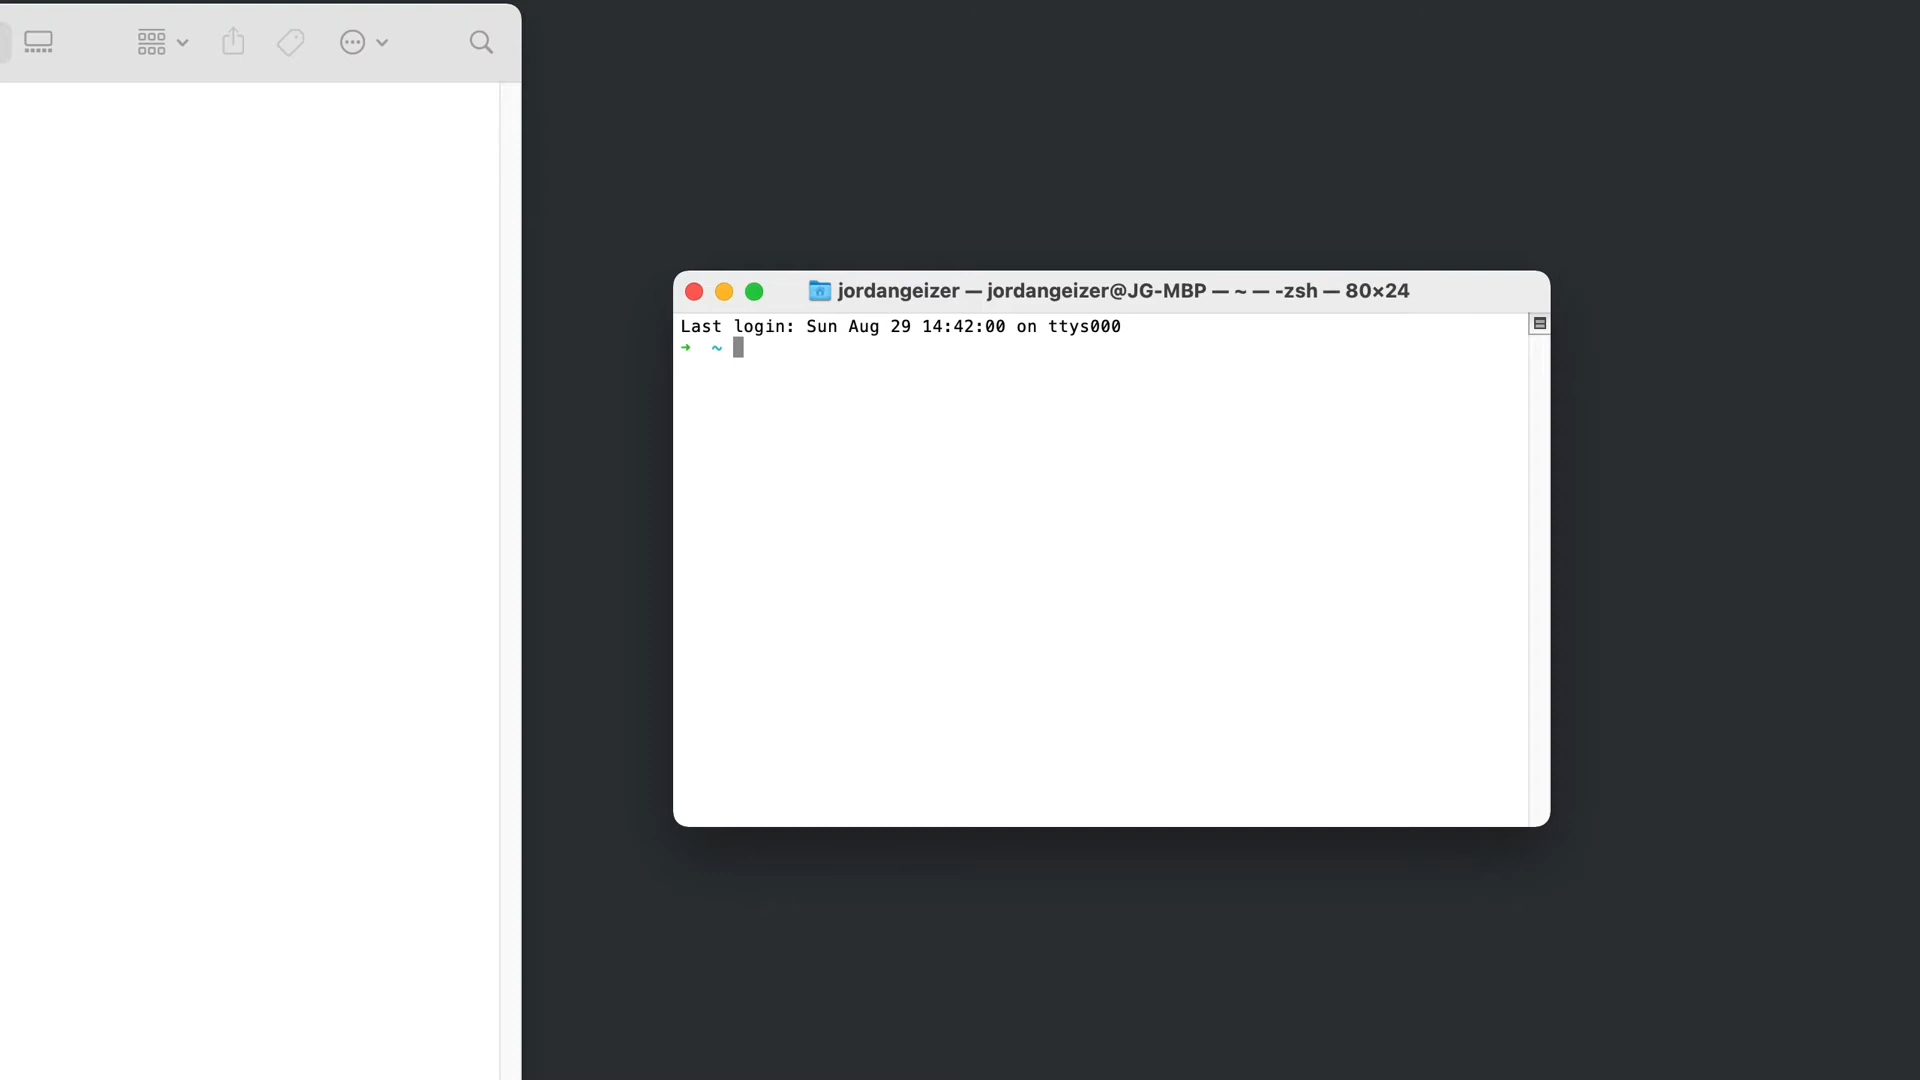 jordangeizer — jordangeizer@JG-MBP — ~ — -zsh — 80×24
Last login: Sun Aug 29 14:42:00 on ttys000
➜ ~